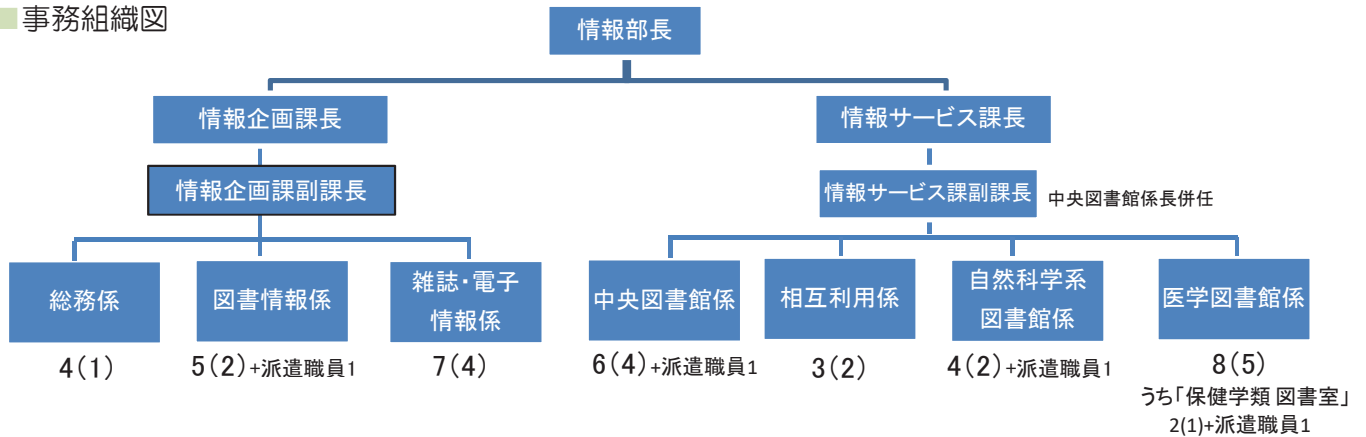 ■事務組織図
情報部長
情報企画課長
情報サービス課長
情報企画課副課長
情報サービス課副課長
中央図書館係長併任
総務係
図書情報係
雑誌・電子
情報係
中央図書館係
相互利用係
自然科学系
図書館係
医学図書館係
4(1)
5(2)+派遣職員1
7(4)
6(4)+派遣職員1
3(2)
4(2)+派遣職員1
8(5)
うち「保健学類 図書室」
2(1)+派遣職員1